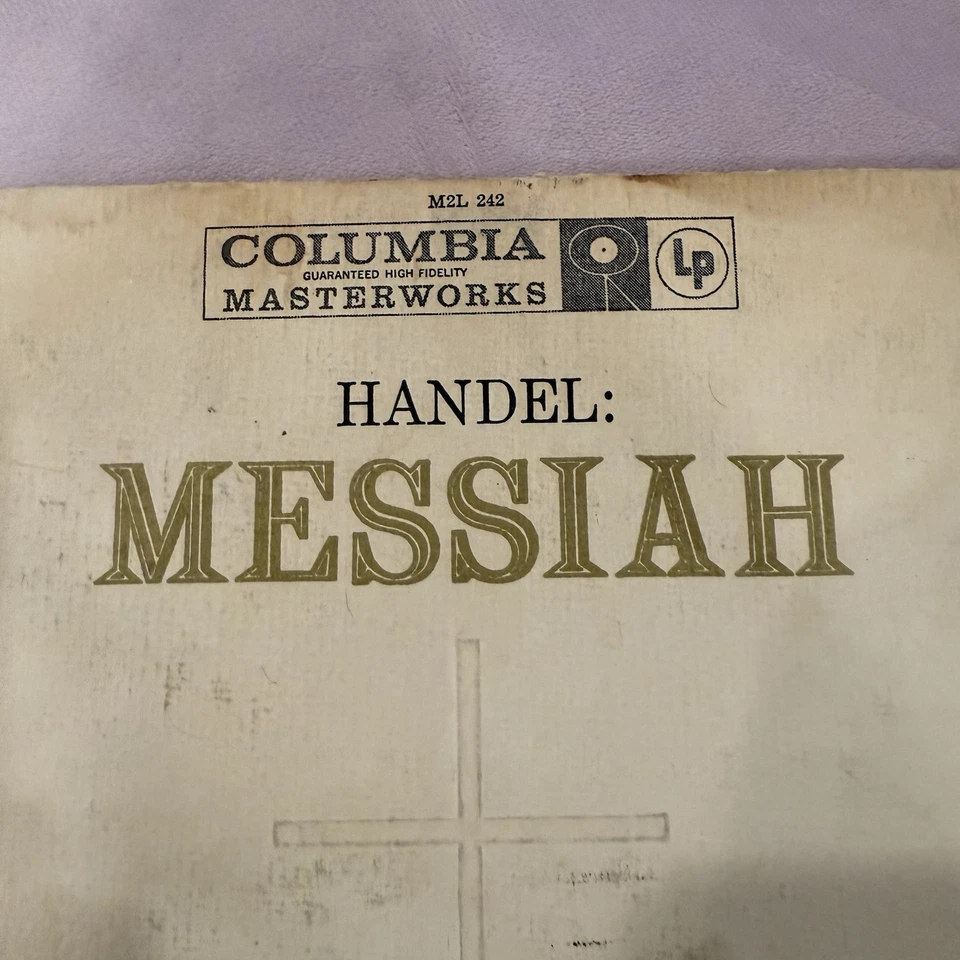 M2L 242
COLUMBIA
GUARANTEED HIGH FIDELITY
MASTERWORKS
Lp
HANDEL:
MESSIAH